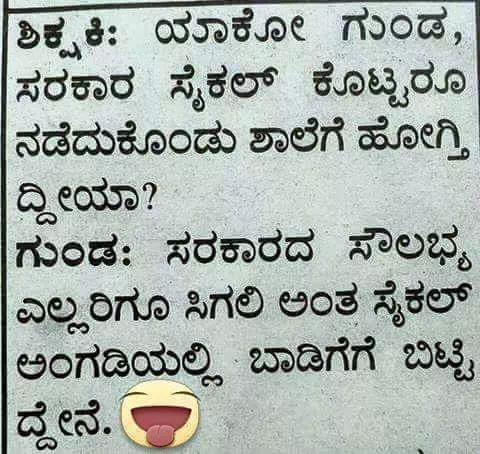 ಶಿಕ್ಷಕಿ: ಯಾಕೋ ಗುಂಡ,
ಸರಕಾರ ಸೈಕಲ್ ಕೊಟ್ಟರೂ
ನಡೆದುಕೊಂಡು ಶಾಲೆಗೆ ಹೋಗ್ತಿ
ದ್ದೀಯಾ?
ಗುಂಡ: ಸರಕಾರದ ಸೌಲಭ್ಯ
ಎಲ್ಲರಿಗೂ ಸಿಗಲಿ ಅಂತ ಸೈಕಲ್
ಅಂಗಡಿಯಲ್ಲಿ ಬಾಡಿಗೆಗೆ ಬಿಟ್ಟಿ
ದ್ದೇನೆ.